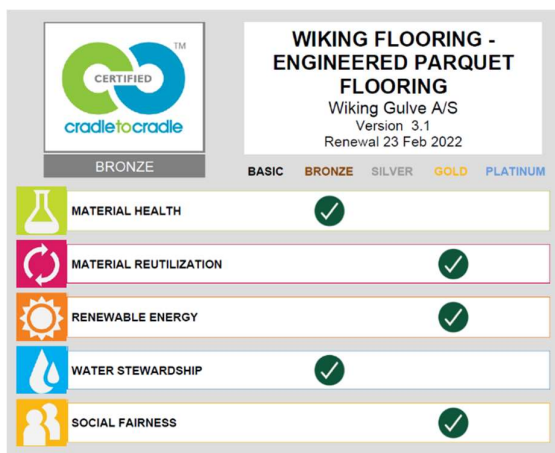 TM
CERTIFIED
cradletocradle
BRONZE
WIKING FLOORING -
ENGINEERED PARQUET
FLOORING
Wiking Gulve A/S
Version 3.1
Renewal 23 Feb 2022
BASIC BRONZE SILVER GOLD PLATINUM
MATERIAL HEALTH
MATERIAL REUTILIZATION
RENEWABLE ENERGY
WATER STEWARDSHIP
SOCIAL FAIRNESS